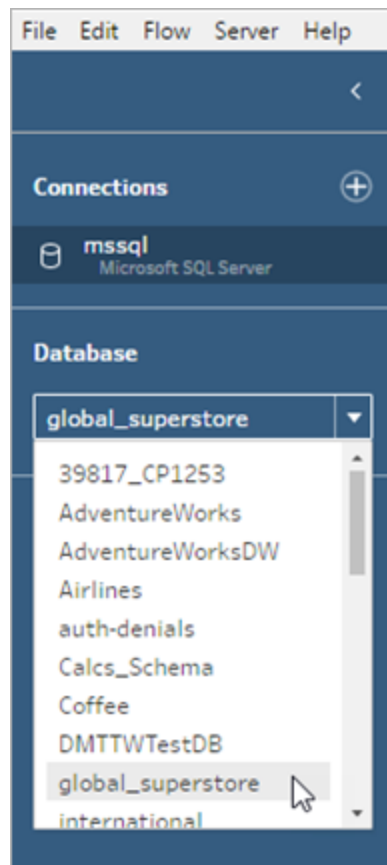 File Edit Flow Server Help
Connections
mssql
Microsoft SQL Server
Database
global_superstore
39817_CP1253
AdventureWorks
AdventureWorksDW
Airlines
auth-denials
Calcs_Schema
Coffee
DMTTWTestDB
global_superstore
international